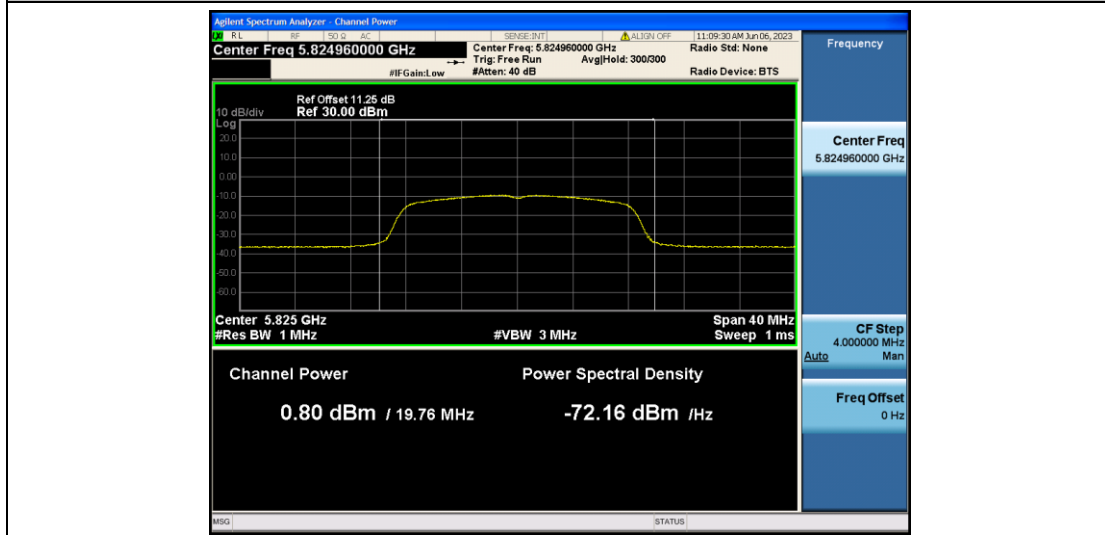 Agilent Spectrum Analyzer - Channel Power
RL RF 50 Ω AC SENSE:INT ALIGN OFF 11:09:30 AM Jun 06, 2023
Center Freq 5.824960000 GHz Center Freq: 5.824960000 GHz Radio Std: None Frequency
Trig: Free Run Avg|Hold: 300/300
#IFGain:Low #Atten: 40 dB Radio Device: BTS
Ref Offset 11.25 dB
10 dB/div Ref 30.00 dBm
Log
20.0
10.0
0.00
-10.0
-20.0
-30.0
-40.0
-50.0
-60.0
Center Freq
5.824960000 GHz
Center 5.825 GHz Span 40 MHz
#Res BW 1 MHz #VBW 3 MHz Sweep 1 ms
CF Step
4.000000 MHz
Auto Man
Channel Power Power Spectral Density
0.80 dBm / 19.76 MHz -72.16 dBm /Hz
Freq Offset
0 Hz
MSG STATUS